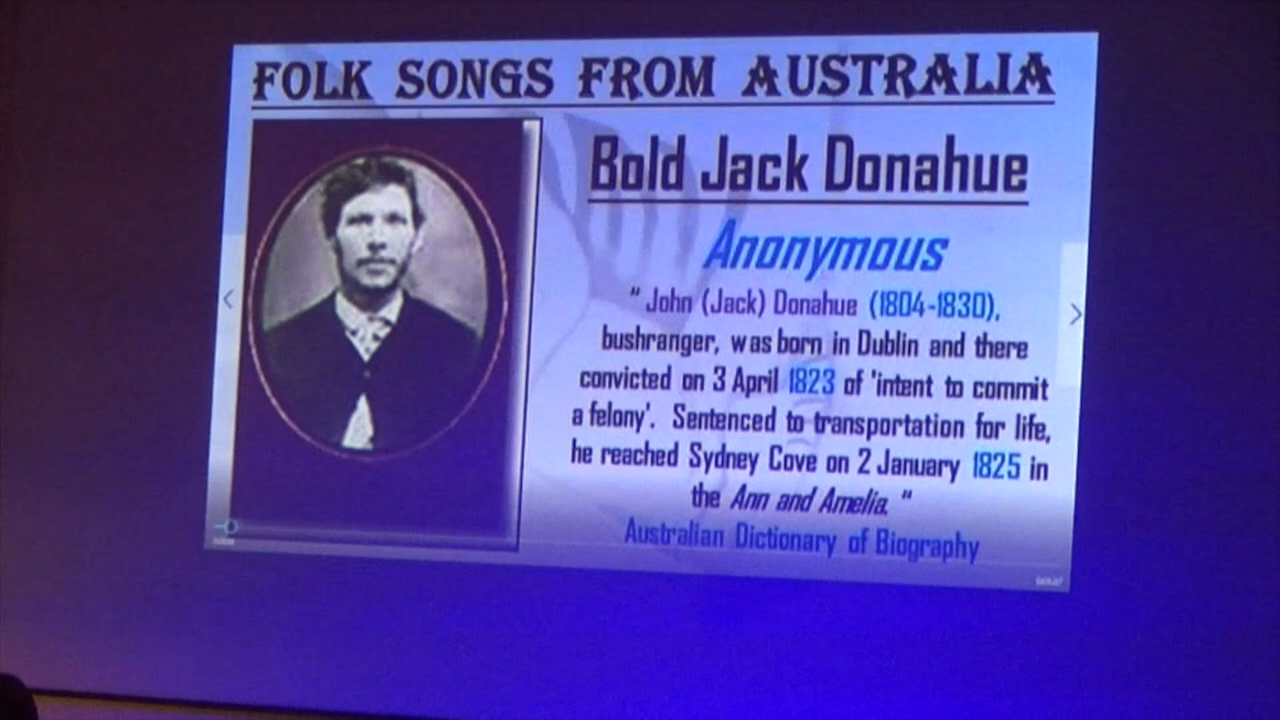 FOLK SONGS FROM AUSTRALIA
Bold Jack Donahue
Anonymous
“ John (Jack) Donahue (1804-1830),
bushranger, was born in Dublin and there
convicted on 3 April 1823 of 'intent to commit
a felony'. Sentenced to transportation for life,
he reached Sydney Cove on 2 January 1825 in
the Ann and Amelia. “
Australian Dictionary of Biography